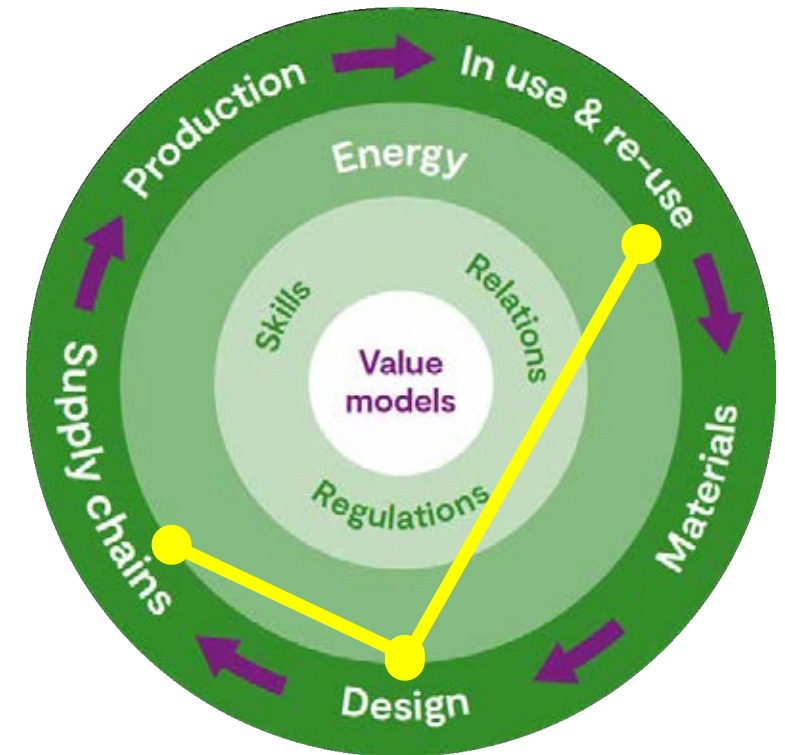 Production
In use & re-use
Materials
Design
Supply chains
Energy
Skills
Relations
Regulations
Value
models